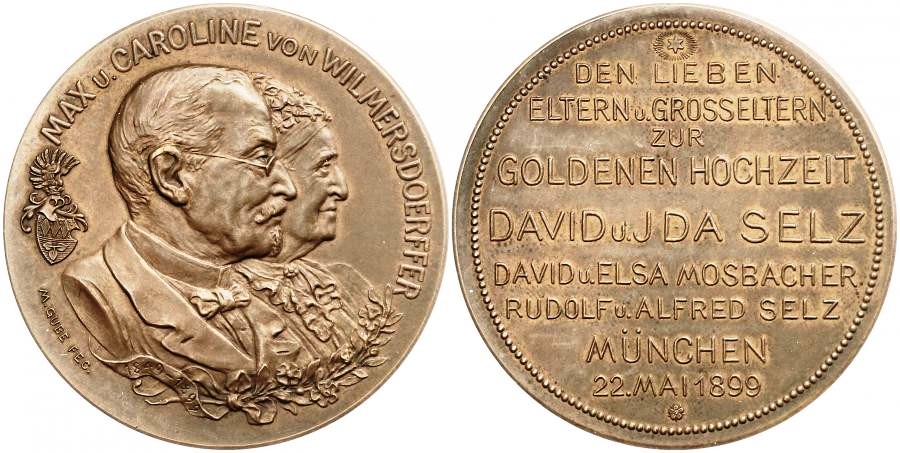 MAX U. CAROLINE VON WILMERSDOERFFER
M. GUBE FEC.
DEN LIEBEN
ELTERN U. GROSSELTERN
ZUR
GOLDENEN HOCHZEIT
DAVID U. JDA SELZ
DAVID U. ELSA MOSBACHER
RUDOLF U. ALFRED SELZ
MÜNCHEN
22. MAI 1899